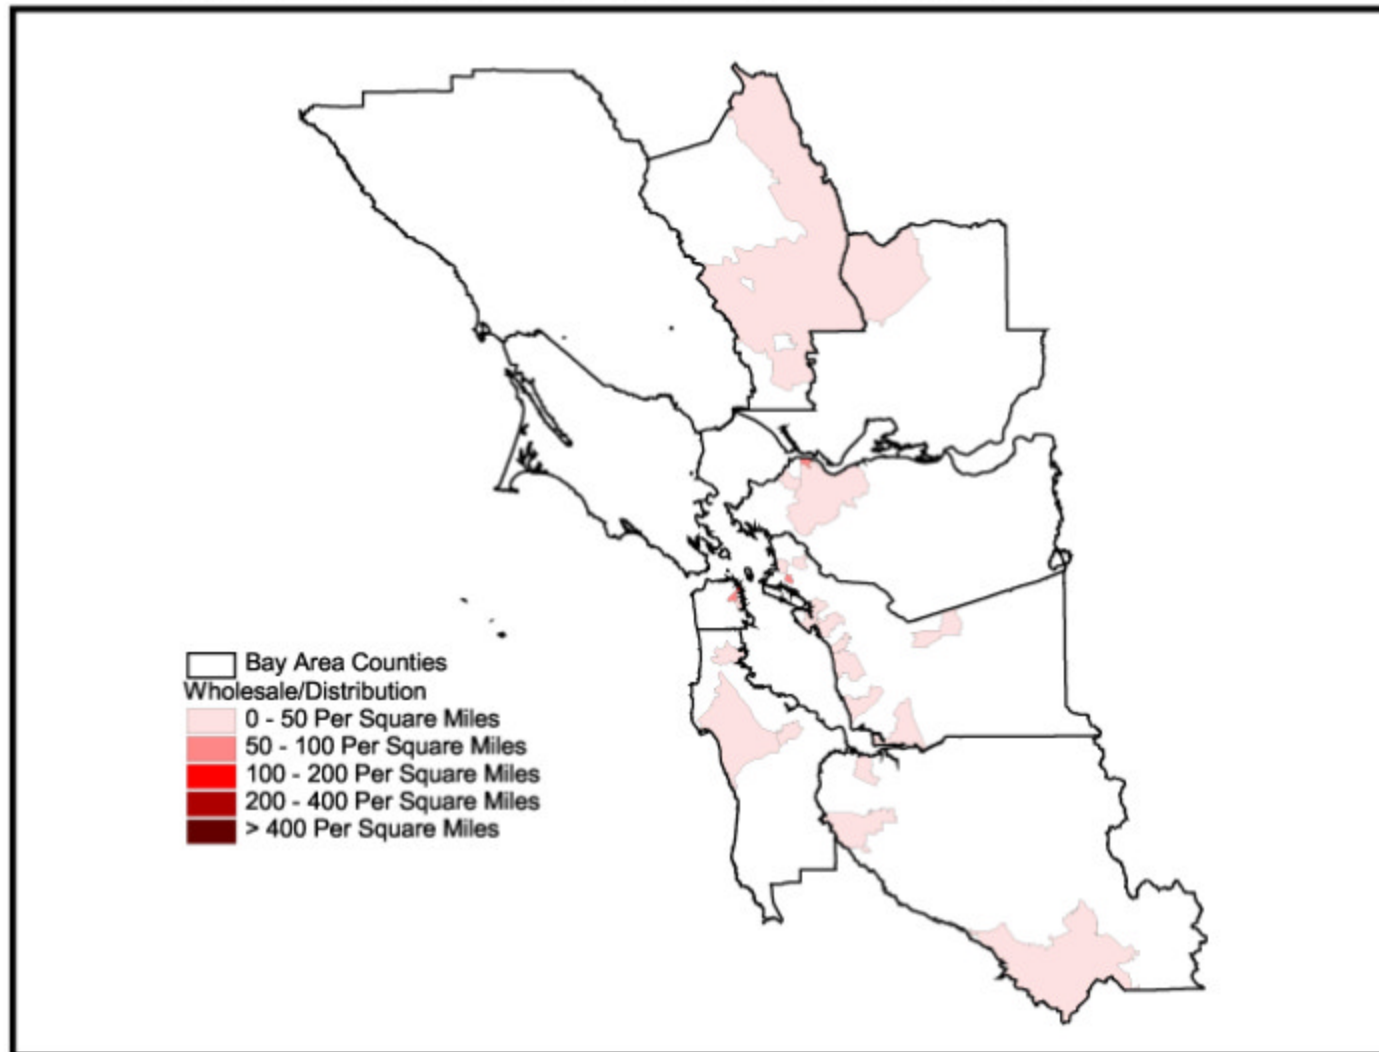 Bay Area Counties
Wholesale/Distribution
0 - 50 Per Square Miles
50 - 100 Per Square Miles
100 - 200 Per Square Miles
200 - 400 Per Square Miles
> 400 Per Square Miles